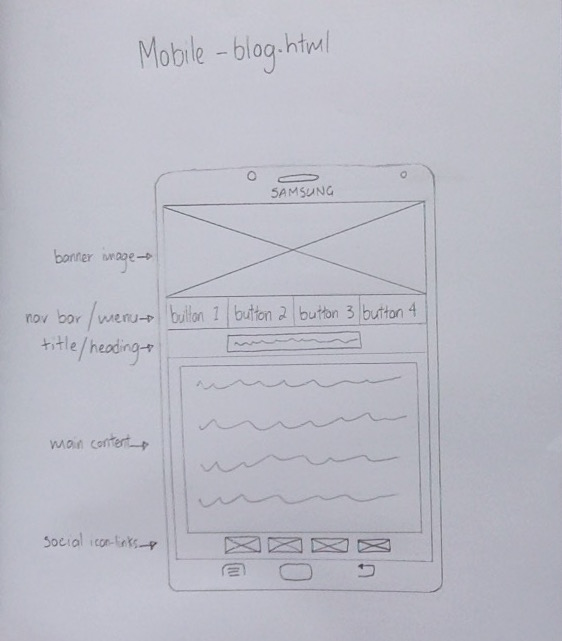 Mobile - blog.html
SAMSUNG
banner image
nav bar/menu
button 1 button 2 button 3 button 4
title/heading
main content
social icon-links